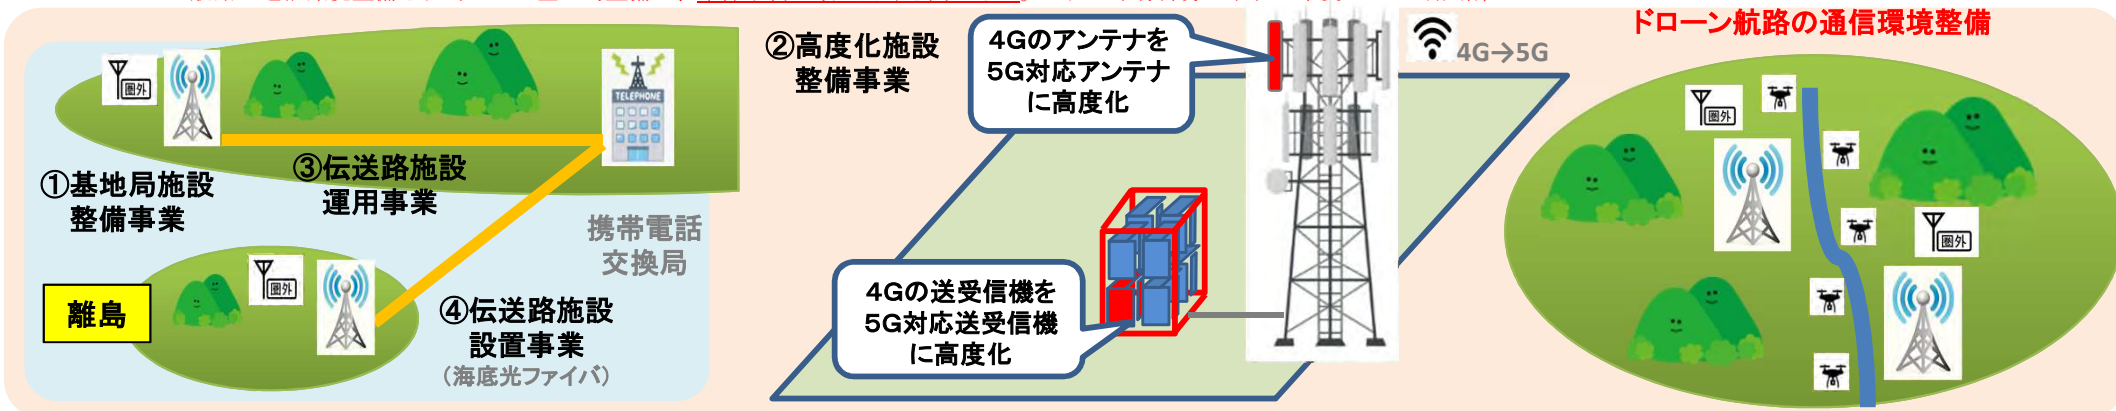 圏外
TELEPHONE
①基地局施設
整備事業
③伝送路施設
運用事業
携帯電話
交換局
離島
圏外
④伝送路施設
設置事業
(海底光ファイバ)
②高度化施設
整備事業
4Gのアンテナを
5G対応アンテナ
に高度化
4G→5G
4Gの送受信機を
5G対応送受信機
に高度化
ドローン航路の通信環境整備
圏外
圏外